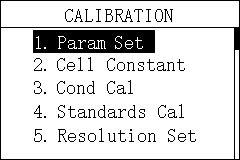 CALIBRATION
1. Param Set
2. Cell Constant
3. Cond Cal
4. Standards Cal
5. Resolution Set